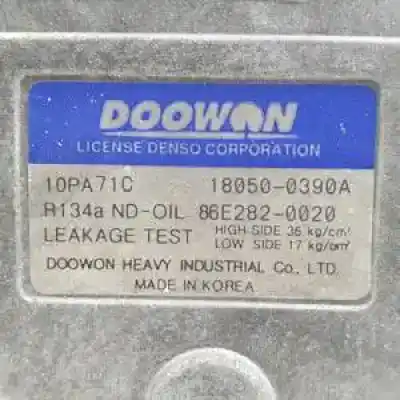 DOOWON
LICENSE DENSO CORPORATION
10PA71C 18050-0390A
R134a ND-OIL 86E282-0020
LEAKAGE TEST HIGH SIDE 36 kg/cm²
LOW SIDE 17 kg/cm²
DOOWON HEAVY INDUSTRIAL Co., LTD.
MADE IN KOREA